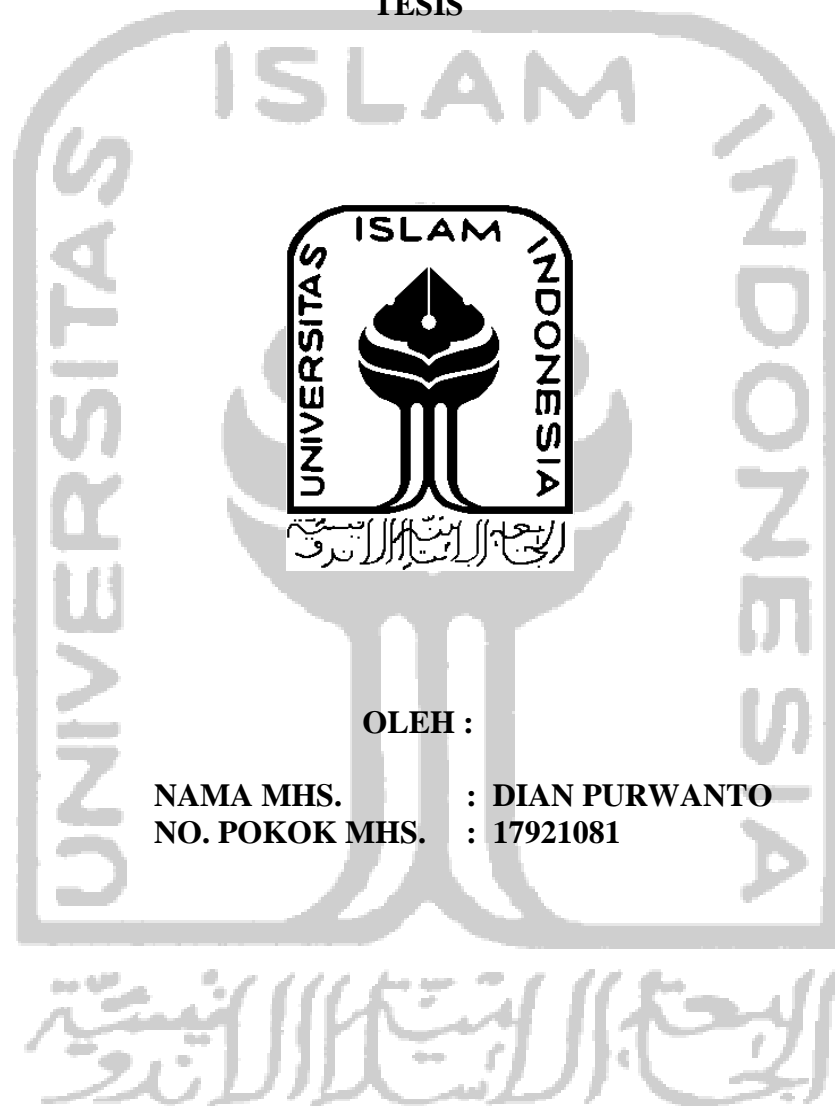 TESIS
ISLAM
UNIVERSITAS
INDONESIA
UNIVERSITAS
ISLAM
INDONESIA
OLEH :
NAMA MHS. : DIAN PURWANTO
NO. POKOK MHS. : 17921081